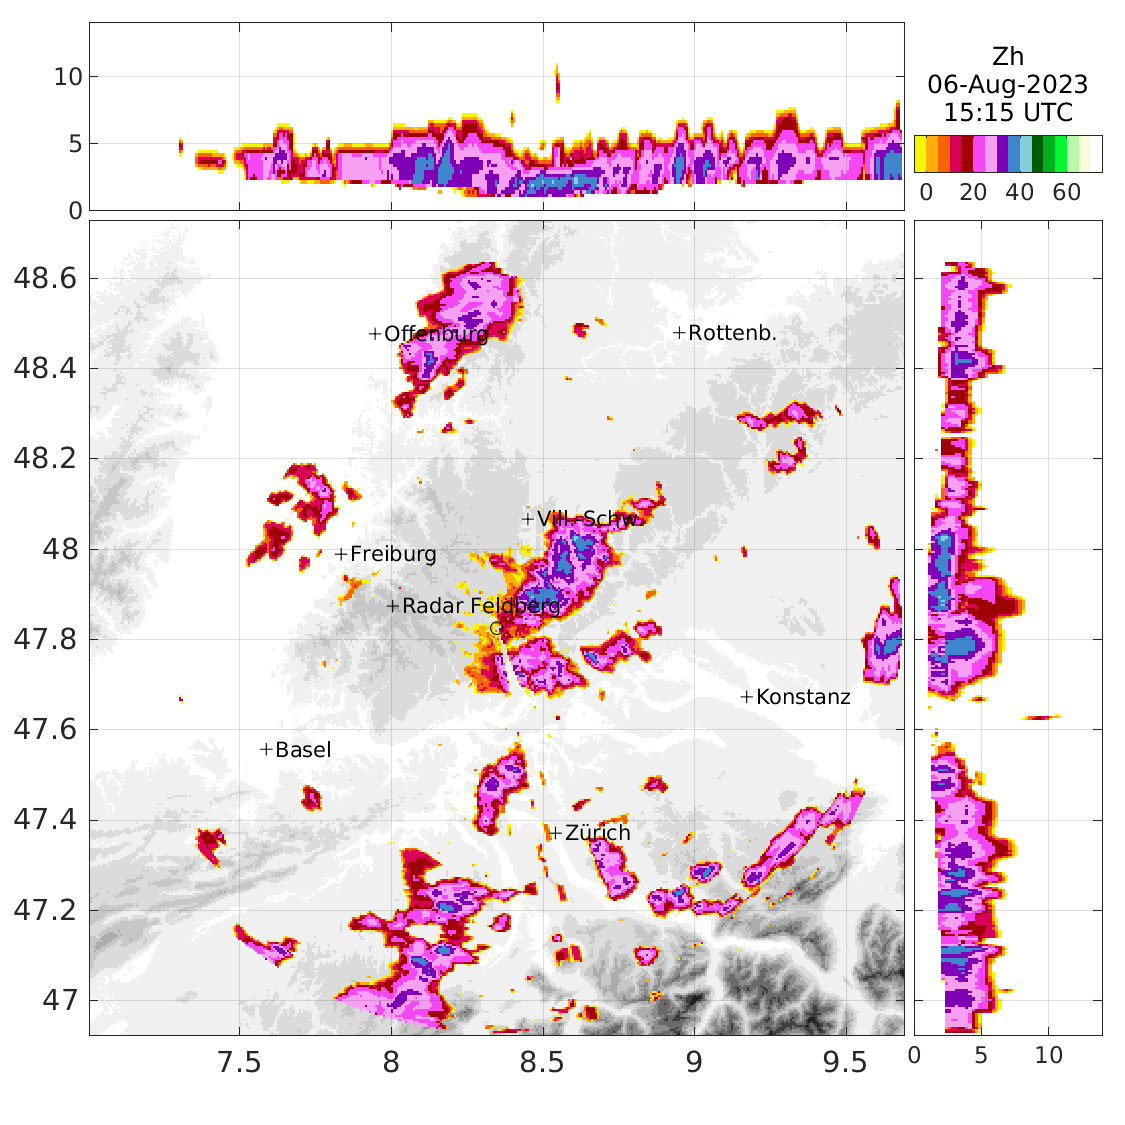 10
5
0
Zh
06-Aug-2023
15:15 UTC
0 20 40 60
48.6
48.4
48.2
48
47.8
47.6
47.4
47.2
47
+Offenburg
+Rottenb.
+Vill.-Schw.
+Freiburg
+Radar Feldberg
+Konstanz
+Basel
+Zürich
7.5 8 8.5 9 9.5
0 5 10